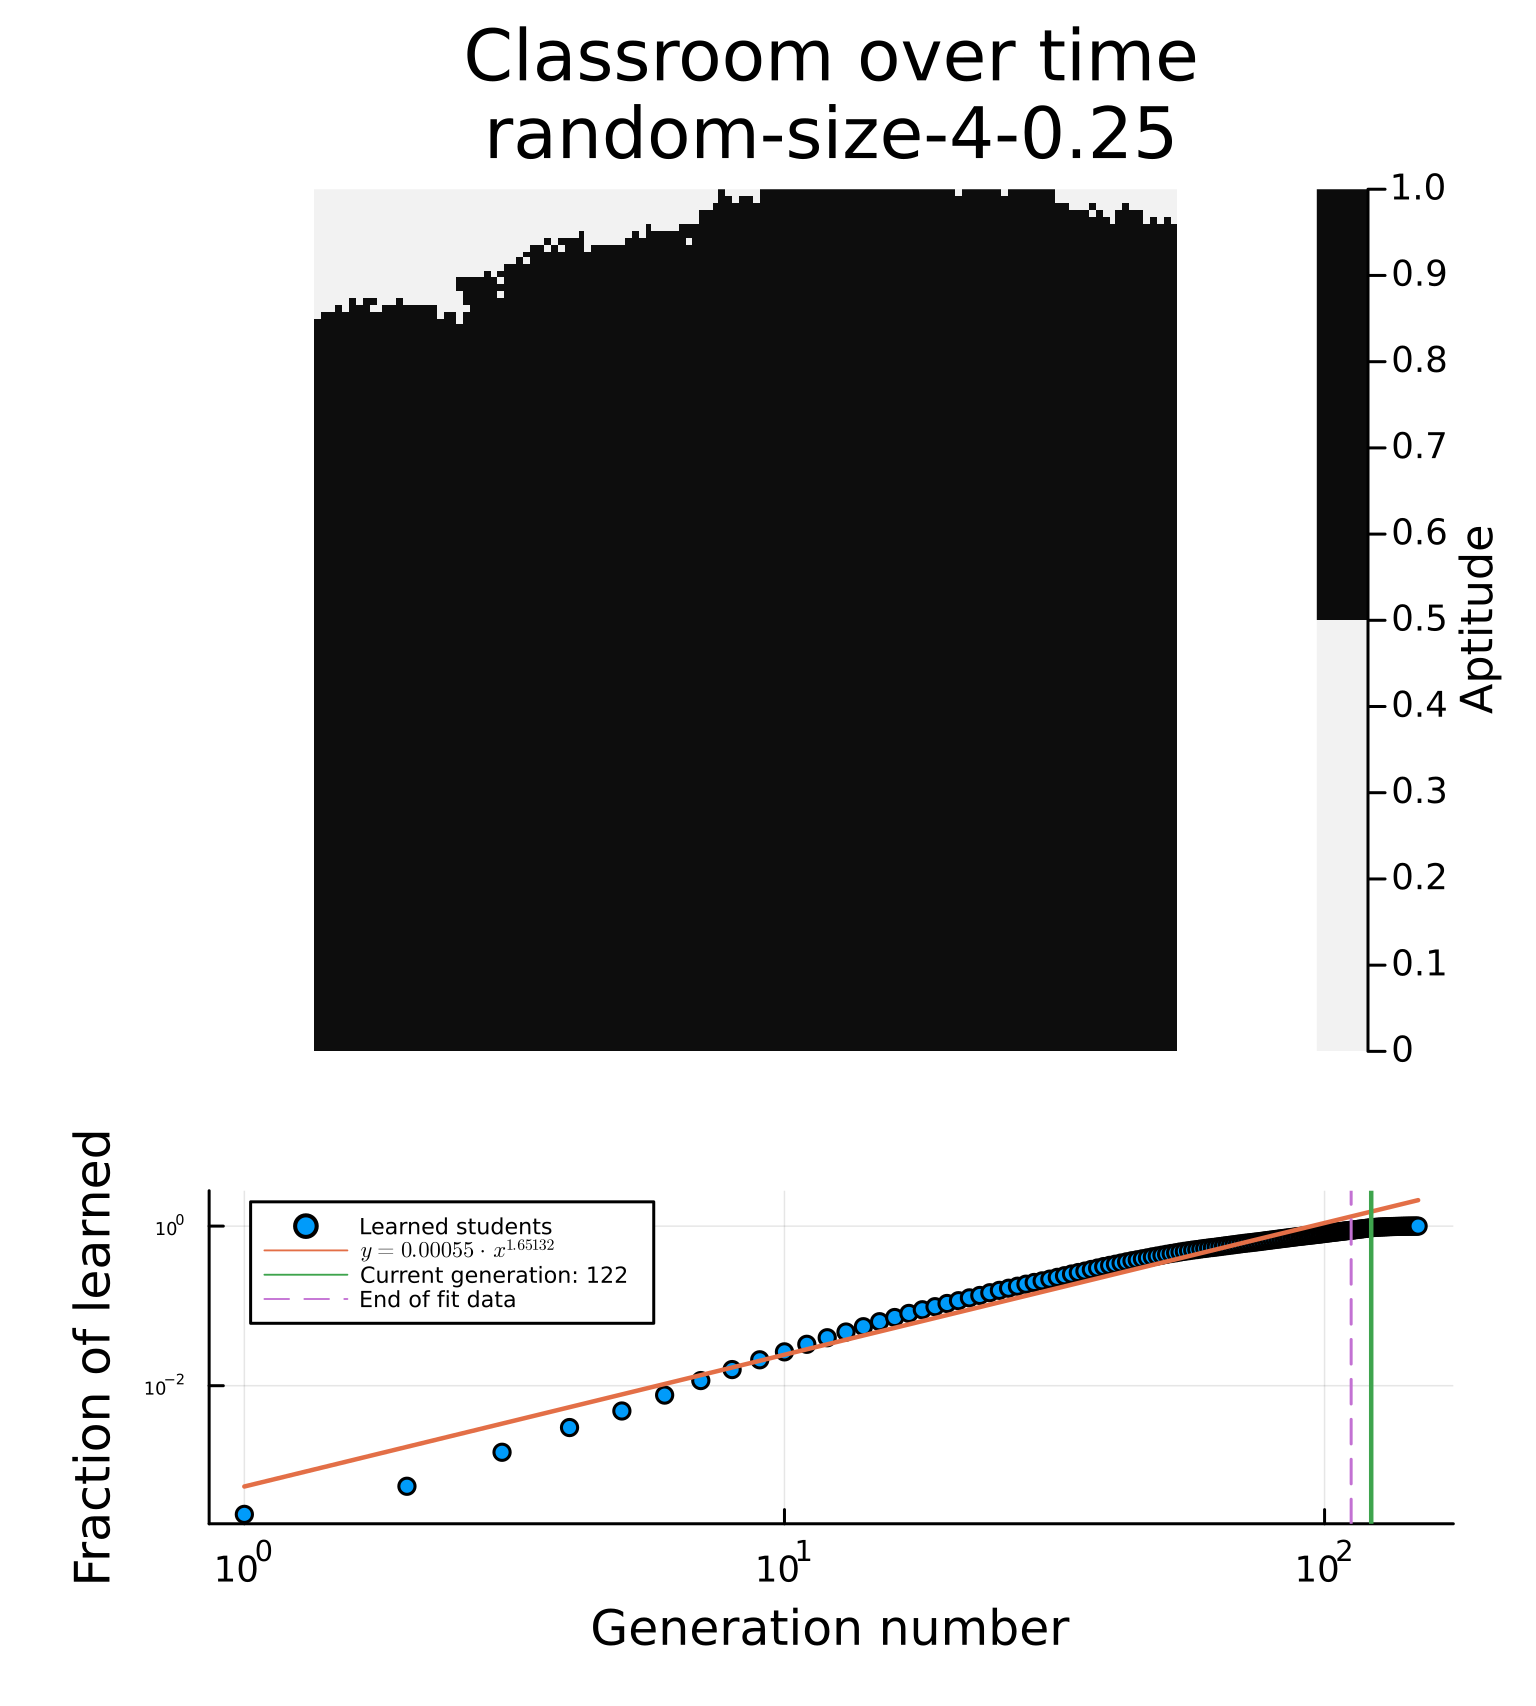 Classroom over time
random-size-4-0.25
1.0
0.9
0.8
0.7
0.6
0.5
0.4
0.3
0.2
0.1
0
Aptitude
Fraction of learned
10⁰
10⁻²
Learned students
y = 0.00055 · x^1.65132
Current generation: 122
End of fit data
10⁰ 10¹ 10²
Generation number